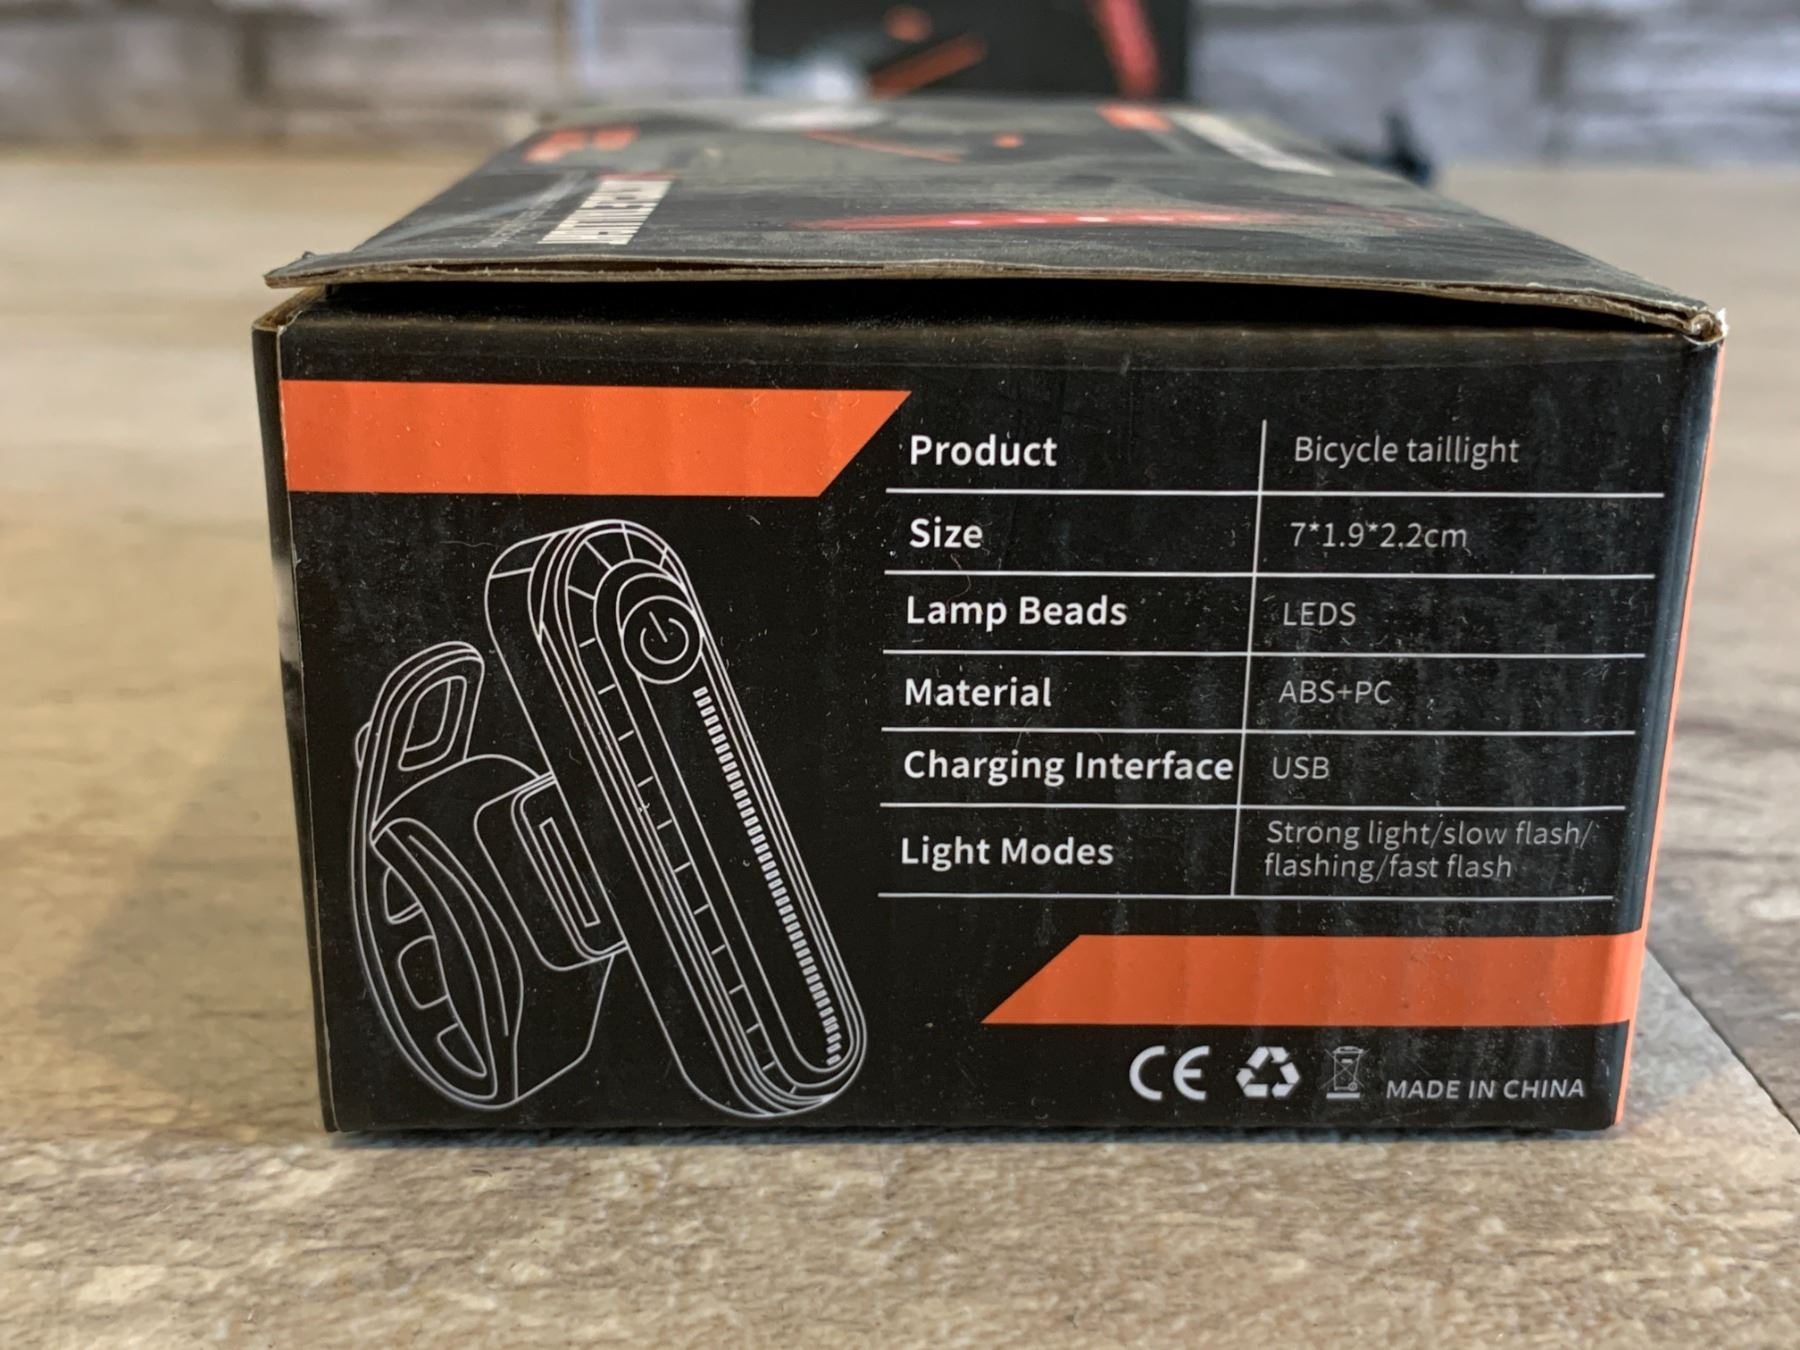 Product Bicycle taillight
Size 7*1.9*2.2cm
Lamp Beads LEDS
Material ABS+PC
Charging Interface USB
Light Modes Strong light/slow flash/
flashing/fast flash
CE MADE IN CHINA